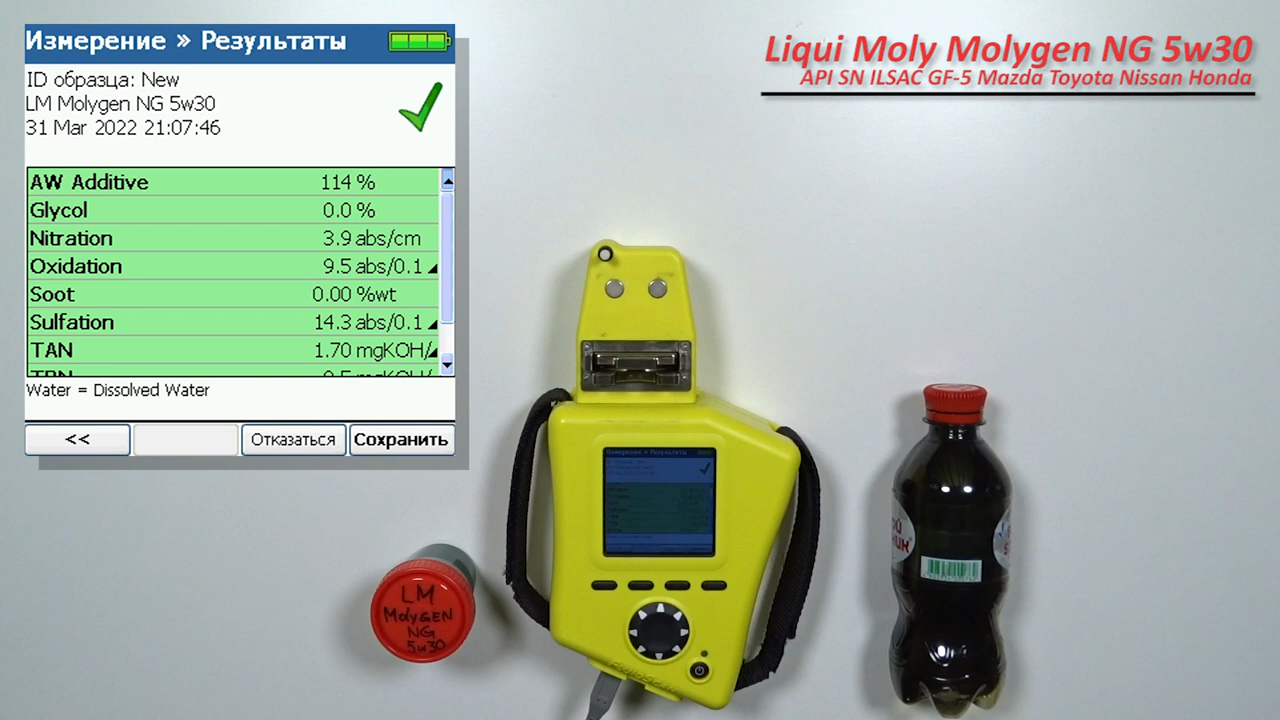 Измерение » Результаты
ID образца: New
LM Molygen NG 5w30
31 Mar 2022 21:07:46
AW Additive 114 %
Glycol 0.0 %
Nitration 3.9 abs/cm
Oxidation 9.5 abs/0.1
Soot 0.00 %wt
Sulfation 14.3 abs/0.1
TAN 1.70 mgKOH/
Water = Dissolved Water
<<
Отказаться
Сохранить
Liqui Moly Molygen NG 5w30
API SN ILSAC GF-5 Mazda Toyota Nissan Honda
Измерение » Результаты
LM
MolyGEN
NG
5w30